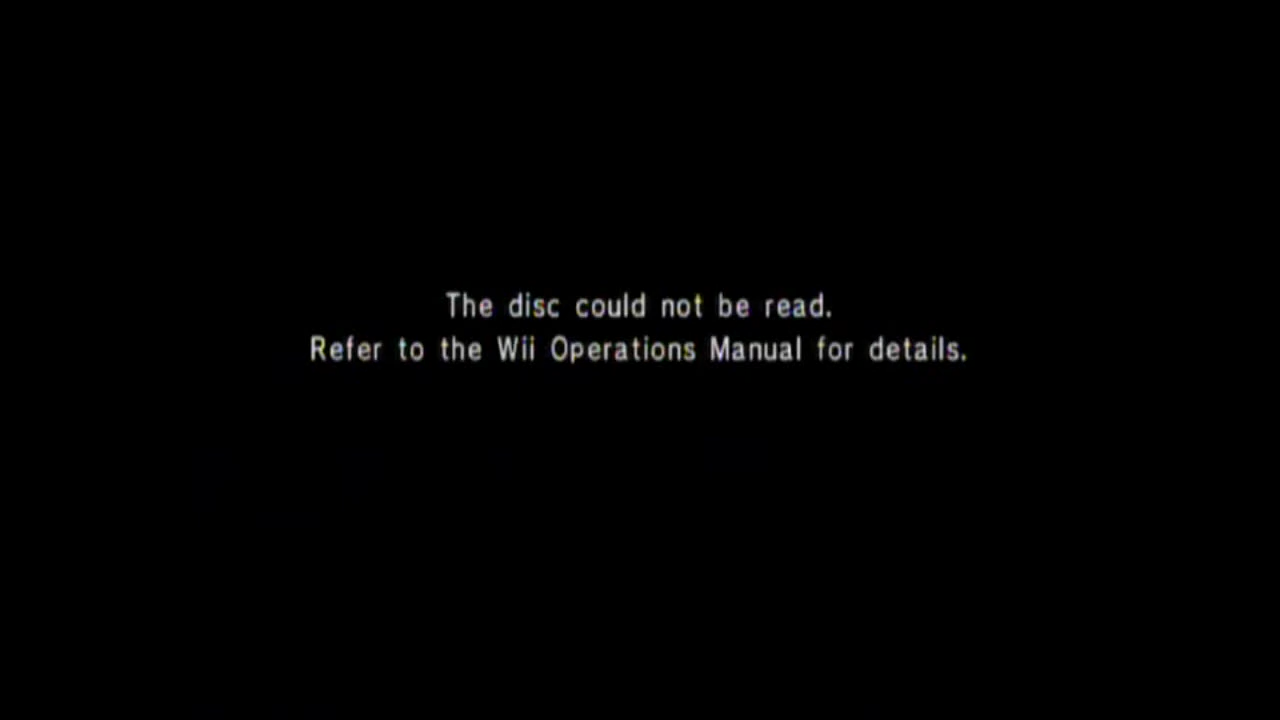 The disc could not be read.
Refer to the Wii Operations Manual for details.